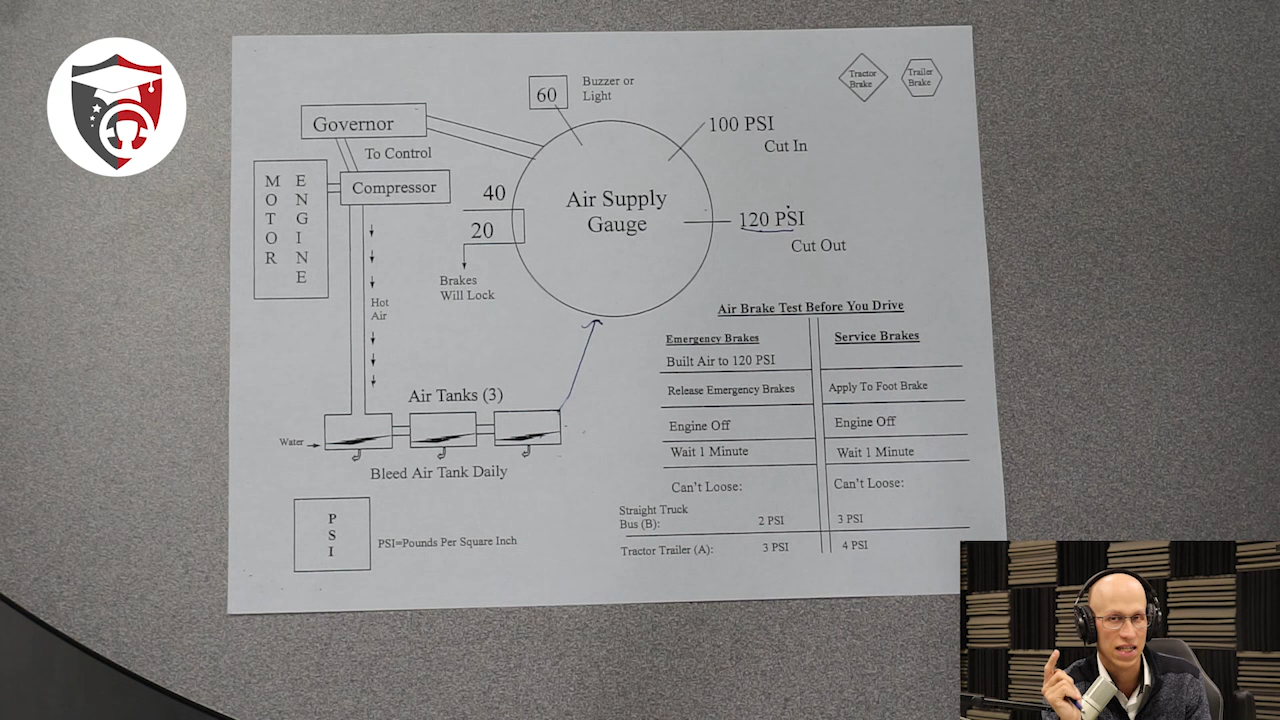 60
Buzzer or
Light
Tractor
Brake
Trailer
Brake
Governor
To Control
Compressor
MOTOR
ENGINE
Hot
Air
40
20
Brakes
Will Lock
Air Supply
Gauge
100 PSI
Cut In
120 PSI
Cut Out
Air Tanks (3)
Water
Bleed Air Tank Daily
PSI
PSI=Pounds Per Square Inch
Air Brake Test Before You Drive
Emergency Brakes
Service Brakes
Built Air to 120 PSI
Release Emergency Brakes
Apply To Foot Brake
Engine Off
Engine Off
Wait 1 Minute
Wait 1 Minute
Can't Loose:
Can't Loose:
Straight Truck
Bus (B):
2 PSI
3 PSI
Tractor Trailer (A):
3 PSI
4 PSI